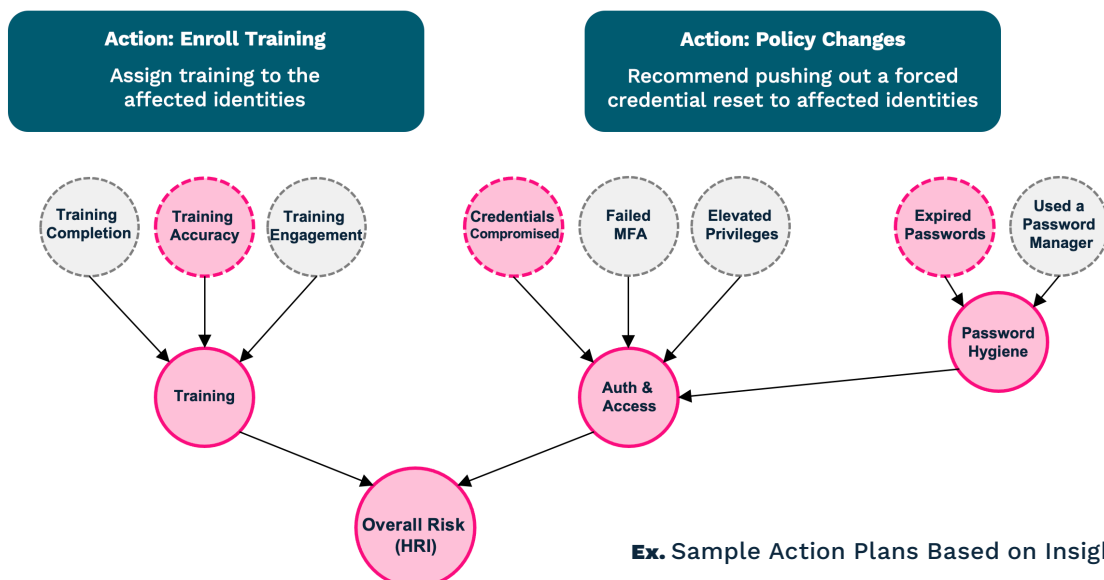 Action: Enroll Training
Assign training to the
affected identities
Action: Policy Changes
Recommend pushing out a forced
credential reset to affected identities
Training
Completion
Training
Accuracy
Training
Engagement
Credentials
Compromised
Failed
MFA
Elevated
Privileges
Expired
Passwords
Used a
Password
Manager
Password
Hygiene
Training
Auth &
Access
Overall Risk
(HRI)
Ex. Sample Action Plans Based on Insigh